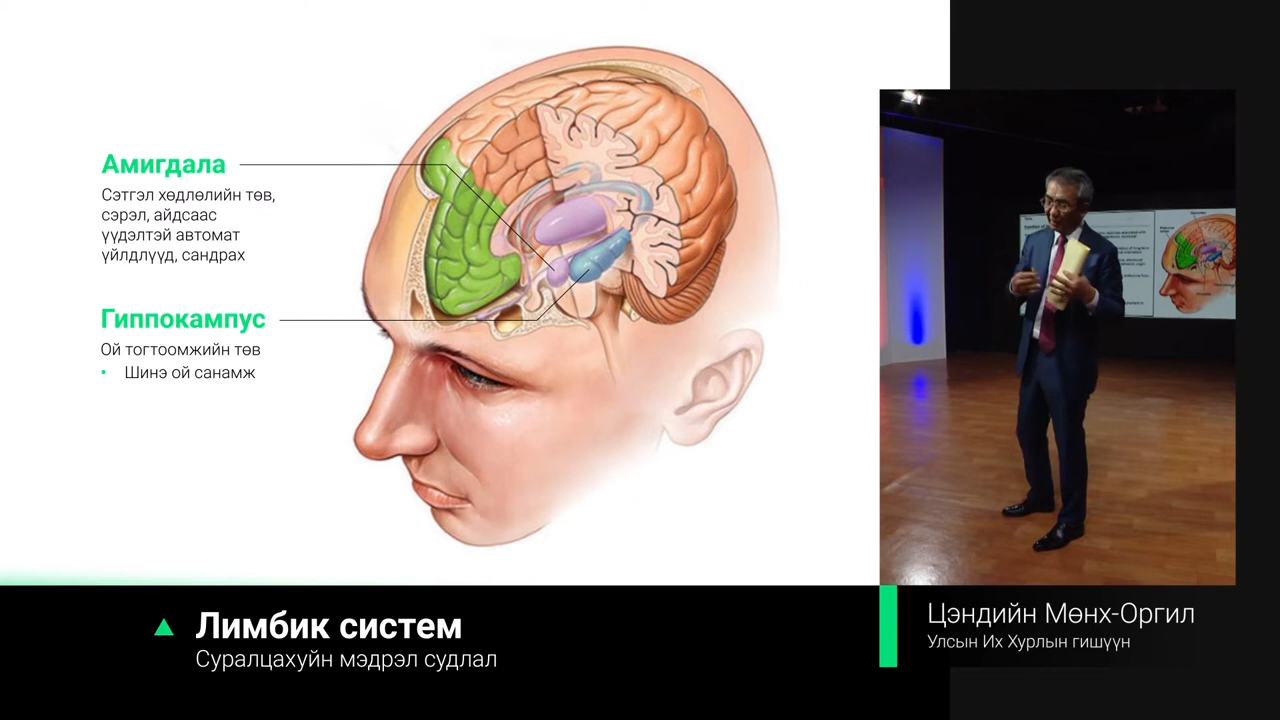 Амигдала
Сэтгэл хөдлөлийн төв,
сэрэл, айдсаас
үүдэлтэй автомат
үйлдлүүд, сандрах
Гиппокампус
Ой тогтоомжийн төв
• Шинэ ой санамж
Лимбик систем
Суралцахуйн мэдрэл судлал
Цэндийн Мөнх-Оргил
Улсын Их Хурлын гишүүн